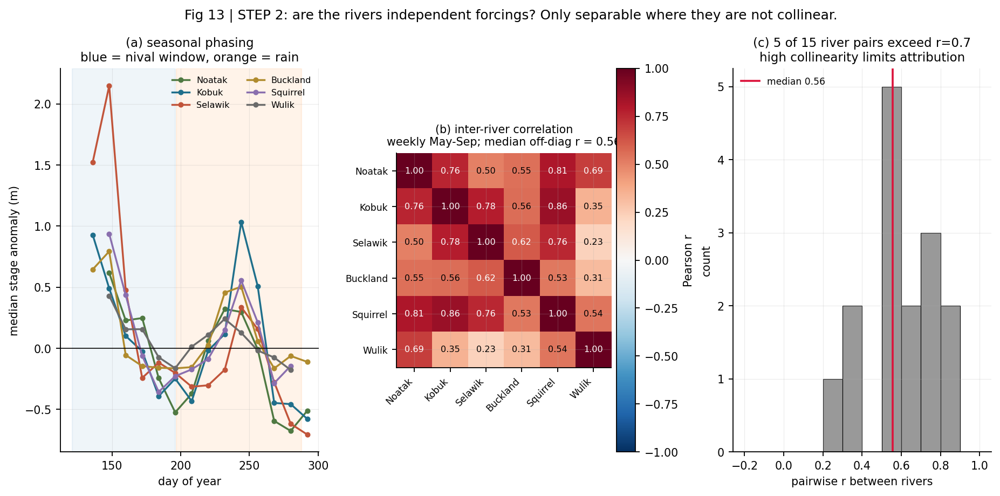 Fig 13 | STEP 2: are the rivers independent forcings? Only separable where they are not collinear.
(a) seasonal phasing
blue = nival window, orange = rain
Noatak
Kobuk
Selawik
Buckland
Squirrel
Wulik
2.0
1.5
1.0
0.5
0.0
−0.5
median stage anomaly (m)
150 200 250 300
day of year
(b) inter-river correlation
weekly May-Sep; median off-diag r = 0.56
Noatak 1.00 0.76 0.50 0.55 0.81 0.69
Kobuk 0.76 1.00 0.78 0.56 0.86 0.35
Selawik 0.50 0.78 1.00 0.62 0.76 0.23
Buckland 0.55 0.56 0.62 1.00 0.53 0.31
Squirrel 0.81 0.86 0.76 0.53 1.00 0.54
Wulik 0.69 0.35 0.23 0.31 0.54 1.00
Noatak Kobuk Selawik Buckland Squirrel Wulik
1.00
0.75
0.50
0.25
0.00
−0.25
−0.50
−0.75
−1.00
Pearson r
(c) 5 of 15 river pairs exceed r=0.7
high collinearity limits attribution
median 0.56
5
4
3
2
1
0
count
−0.2 0.0 0.2 0.4 0.6 0.8 1.0
pairwise r between rivers